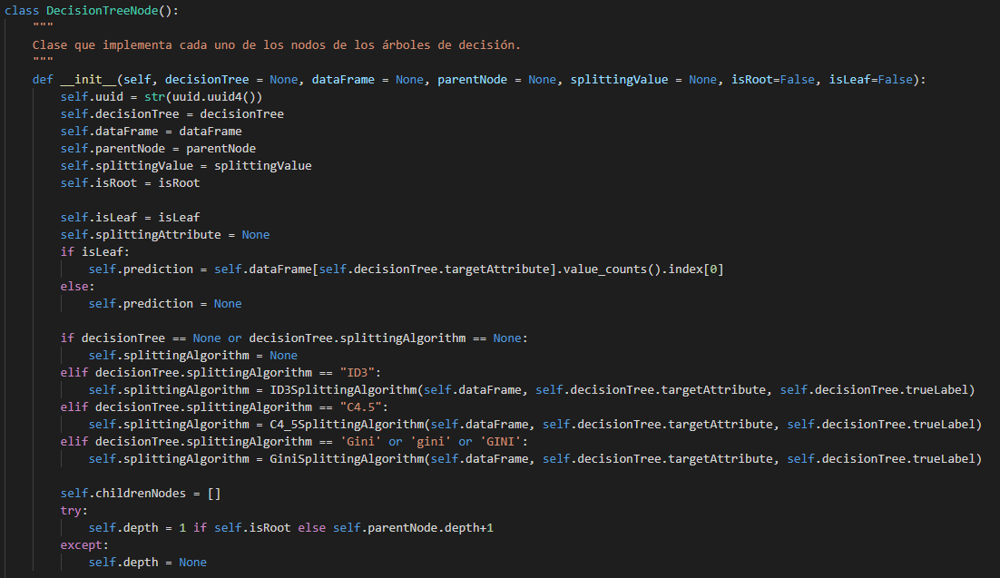 class DecisionTreeNode():
    """
    Clase que implementa cada uno de los nodos de los árboles de decisión.
    """
    def __init__(self, decisionTree = None, dataFrame = None, parentNode = None, splittingValue = None, isRoot=False, isLeaf=False):
        self.uuid = str(uuid.uuid4())
        self.decisionTree = decisionTree
        self.dataFrame = dataFrame
        self.parentNode = parentNode
        self.splittingValue = splittingValue
        self.isRoot = isRoot

        self.isLeaf = isLeaf
        self.splittingAttribute = None
        if isLeaf:
            self.prediction = self.dataFrame[self.decisionTree.targetAttribute].value_counts().index[0]
        else:
            self.prediction = None

        if decisionTree == None or decisionTree.splittingAlgorithm == None:
            self.splittingAlgorithm = None
        elif decisionTree.splittingAlgorithm == "ID3":
            self.splittingAlgorithm = ID3SplittingAlgorithm(self.dataFrame, self.decisionTree.targetAttribute, self.decisionTree.trueLabel)
        elif decisionTree.splittingAlgorithm == "C4.5":
            self.splittingAlgorithm = C4_5SplittingAlgorithm(self.dataFrame, self.decisionTree.targetAttribute, self.decisionTree.trueLabel)
        elif decisionTree.splittingAlgorithm == 'Gini' or 'gini' or 'GINI':
            self.splittingAlgorithm = GiniSplittingAlgorithm(self.dataFrame, self.decisionTree.targetAttribute, self.decisionTree.trueLabel)

        self.childrenNodes = []
        try:
            self.depth = 1 if self.isRoot else self.parentNode.depth+1
        except:
            self.depth = None